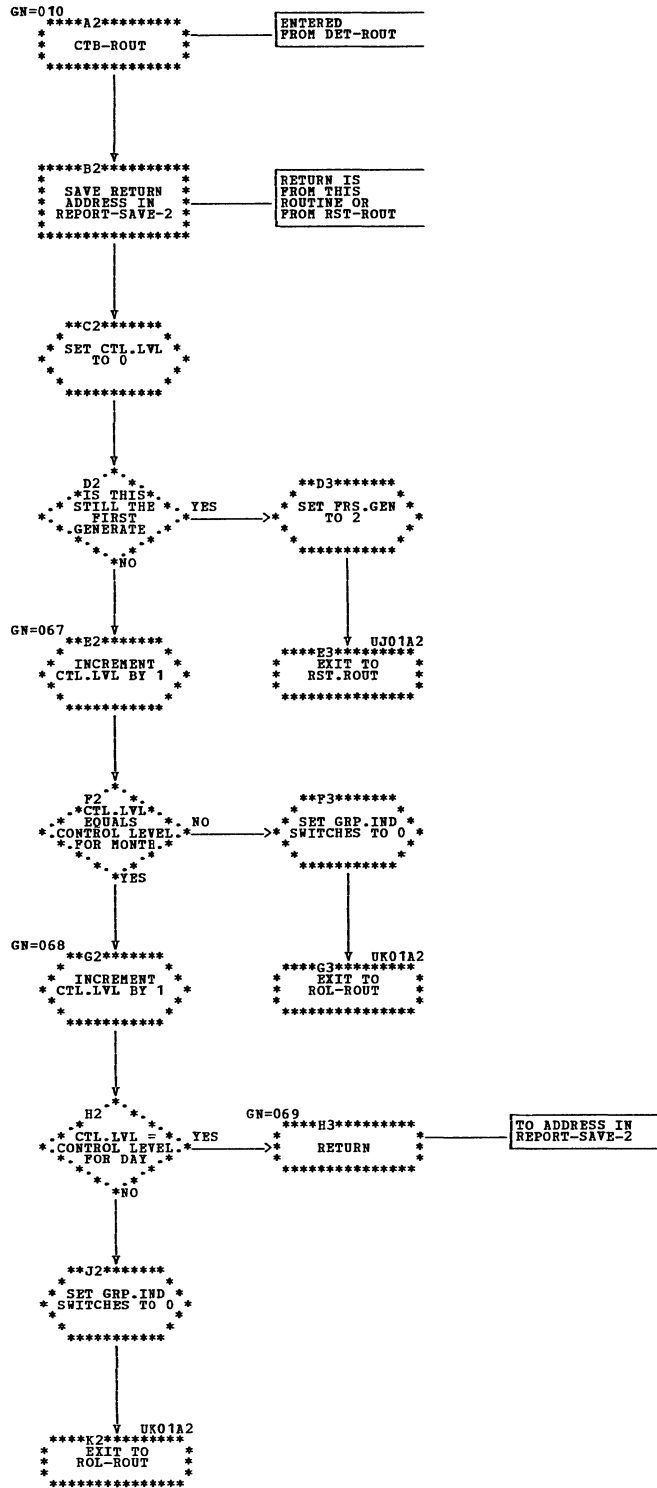 GN=010
****A2*********
CTB-ROUT
ENTERED
FROM DET-ROUT
*****B2**********
SAVE RETURN
ADDRESS IN
REPORT-SAVE-2
RETURN IS
FROM THIS
ROUTINE OR
FROM RST-ROUT
**C2*******
SET CTL.LVL
TO 0
D2
IS THIS
STILL THE
FIRST
GENERATE
YES
NO
**D3*******
SET FRS.GEN
TO 2
GN=067
**E2*******
INCREMENT
CTL.LVL BY 1
UJ01A2
****E3*********
EXIT TO
RST.ROUT
F2
CTL.LVL
EQUALS
CONTROL LEVEL
FOR MONTH
NO
YES
**F3*******
SET GRP.IND
SWITCHES TO 0
GN=068
**G2*******
INCREMENT
CTL.LVL BY 1
UK01A2
****G3*********
EXIT TO
ROL-ROUT
H2
CTL.LVL =
CONTROL LEVEL
FOR DAY
YES
NO
GN=069
****H3*********
RETURN
TO ADDRESS IN
REPORT-SAVE-2
**J2*******
SET GRP.IND
SWITCHES TO 0
UK01A2
****K2*********
EXIT TO
ROL-ROUT